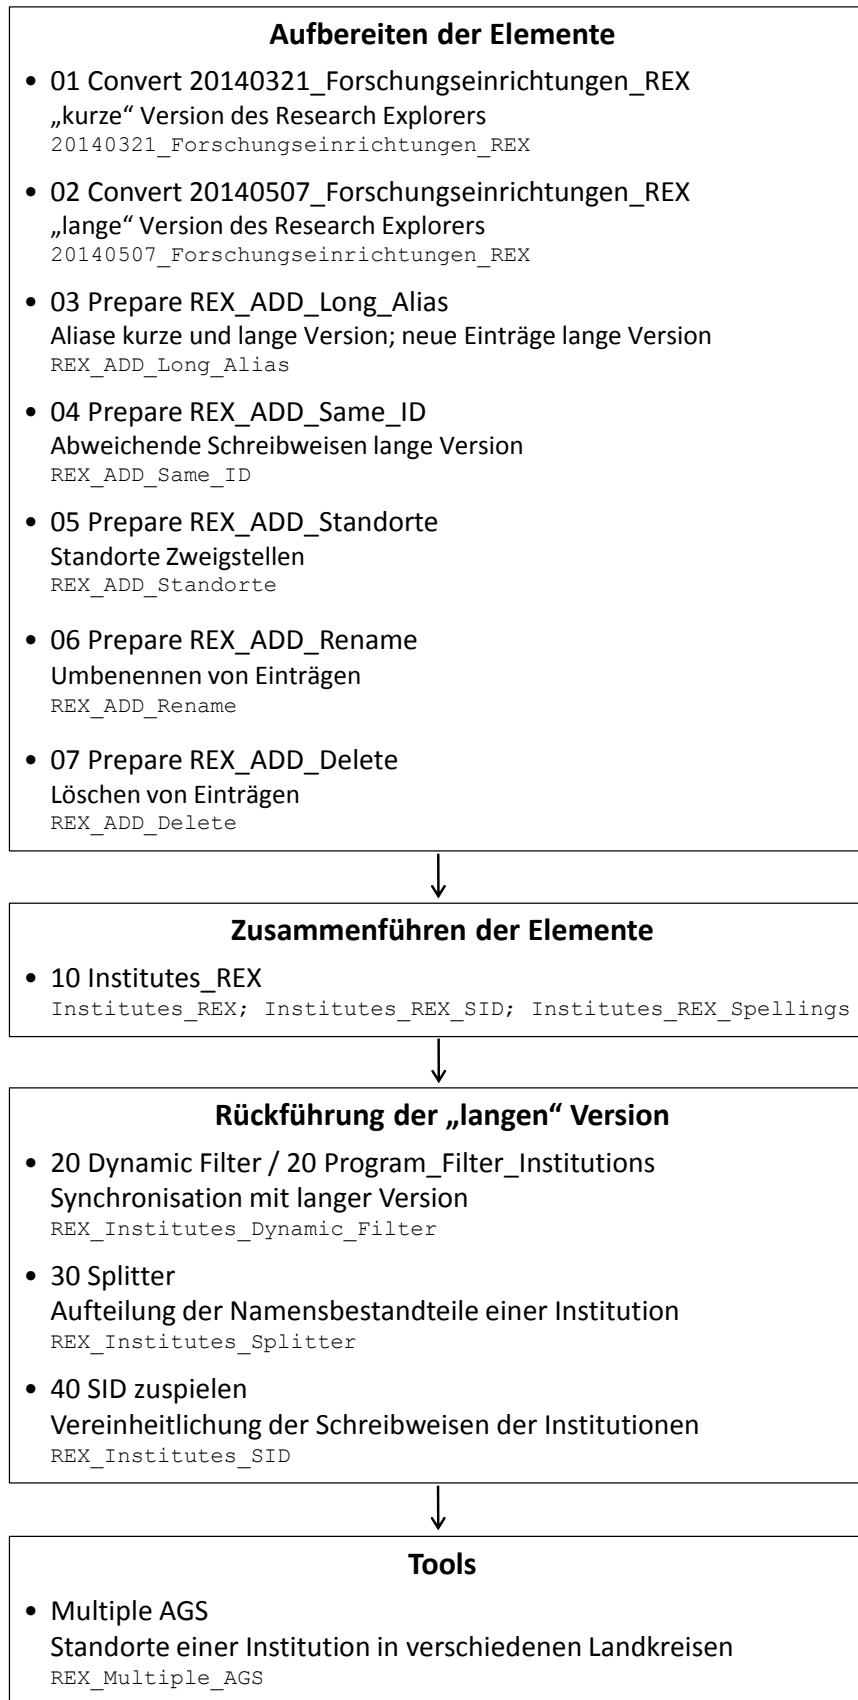 Aufbereiten der Elemente
• 01 Convert 20140321_Forschungseinrichtungen_REX
„kurze“ Version des Research Explorers
20140321_Forschungseinrichtungen_REX
• 02 Convert 20140507_Forschungseinrichtungen_REX
„lange“ Version des Research Explorers
20140507_Forschungseinrichtungen_REX
• 03 Prepare REX_ADD_Long_Alias
Aliase kurze und lange Version; neue Einträge lange Version
REX_ADD_Long_Alias
• 04 Prepare REX_ADD_Same_ID
Abweichende Schreibweisen lange Version
REX_ADD_Same_ID
• 05 Prepare REX_ADD_Standorte
Standorte Zweigstellen
REX_ADD_Standorte
• 06 Prepare REX_ADD_Rename
Umbenennen von Einträgen
REX_ADD_Rename
• 07 Prepare REX_ADD_Delete
Löschen von Einträgen
REX_ADD_Delete
Zusammenführen der Elemente
• 10 Institutes_REX
Institutes_REX; Institutes_REX_SID; Institutes_REX_Spellings
Rückführung der „langen“ Version
• 20 Dynamic Filter / 20 Program_Filter_Institutions
Synchronisation mit langer Version
REX_Institutes_Dynamic_Filter
• 30 Splitter
Aufteilung der Namensbestandteile einer Institution
REX_Institutes_Splitter
• 40 SID zuspielen
Vereinheitlichung der Schreibweisen der Institutionen
REX_Institutes_SID
Tools
• Multiple AGS
Standorte einer Institution in verschiedenen Landkreisen
REX_Multiple_AGS